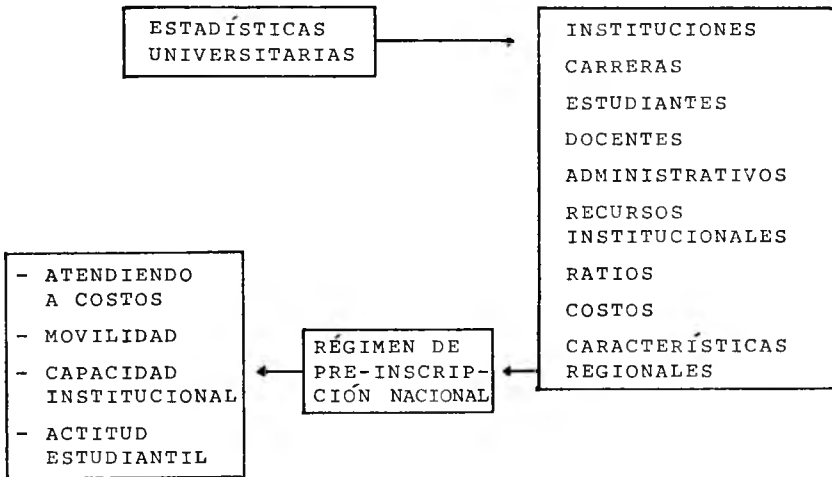 ESTADÍSTICAS
UNIVERSITARIAS
INSTITUCIONES
CARRERAS
ESTUDIANTES
DOCENTES
ADMINISTRATIVOS
RECURSOS
INSTITUCIONALES
RATIOS
COSTOS
CARACTERÍSTICAS
REGIONALES
RÉGIMEN DE
PRE-INSCRIP-
CIÓN NACIONAL
- ATENDIENDO
A COSTOS
- MOVILIDAD
- CAPACIDAD
INSTITUCIONAL
- ACTITUD
ESTUDIANTIL